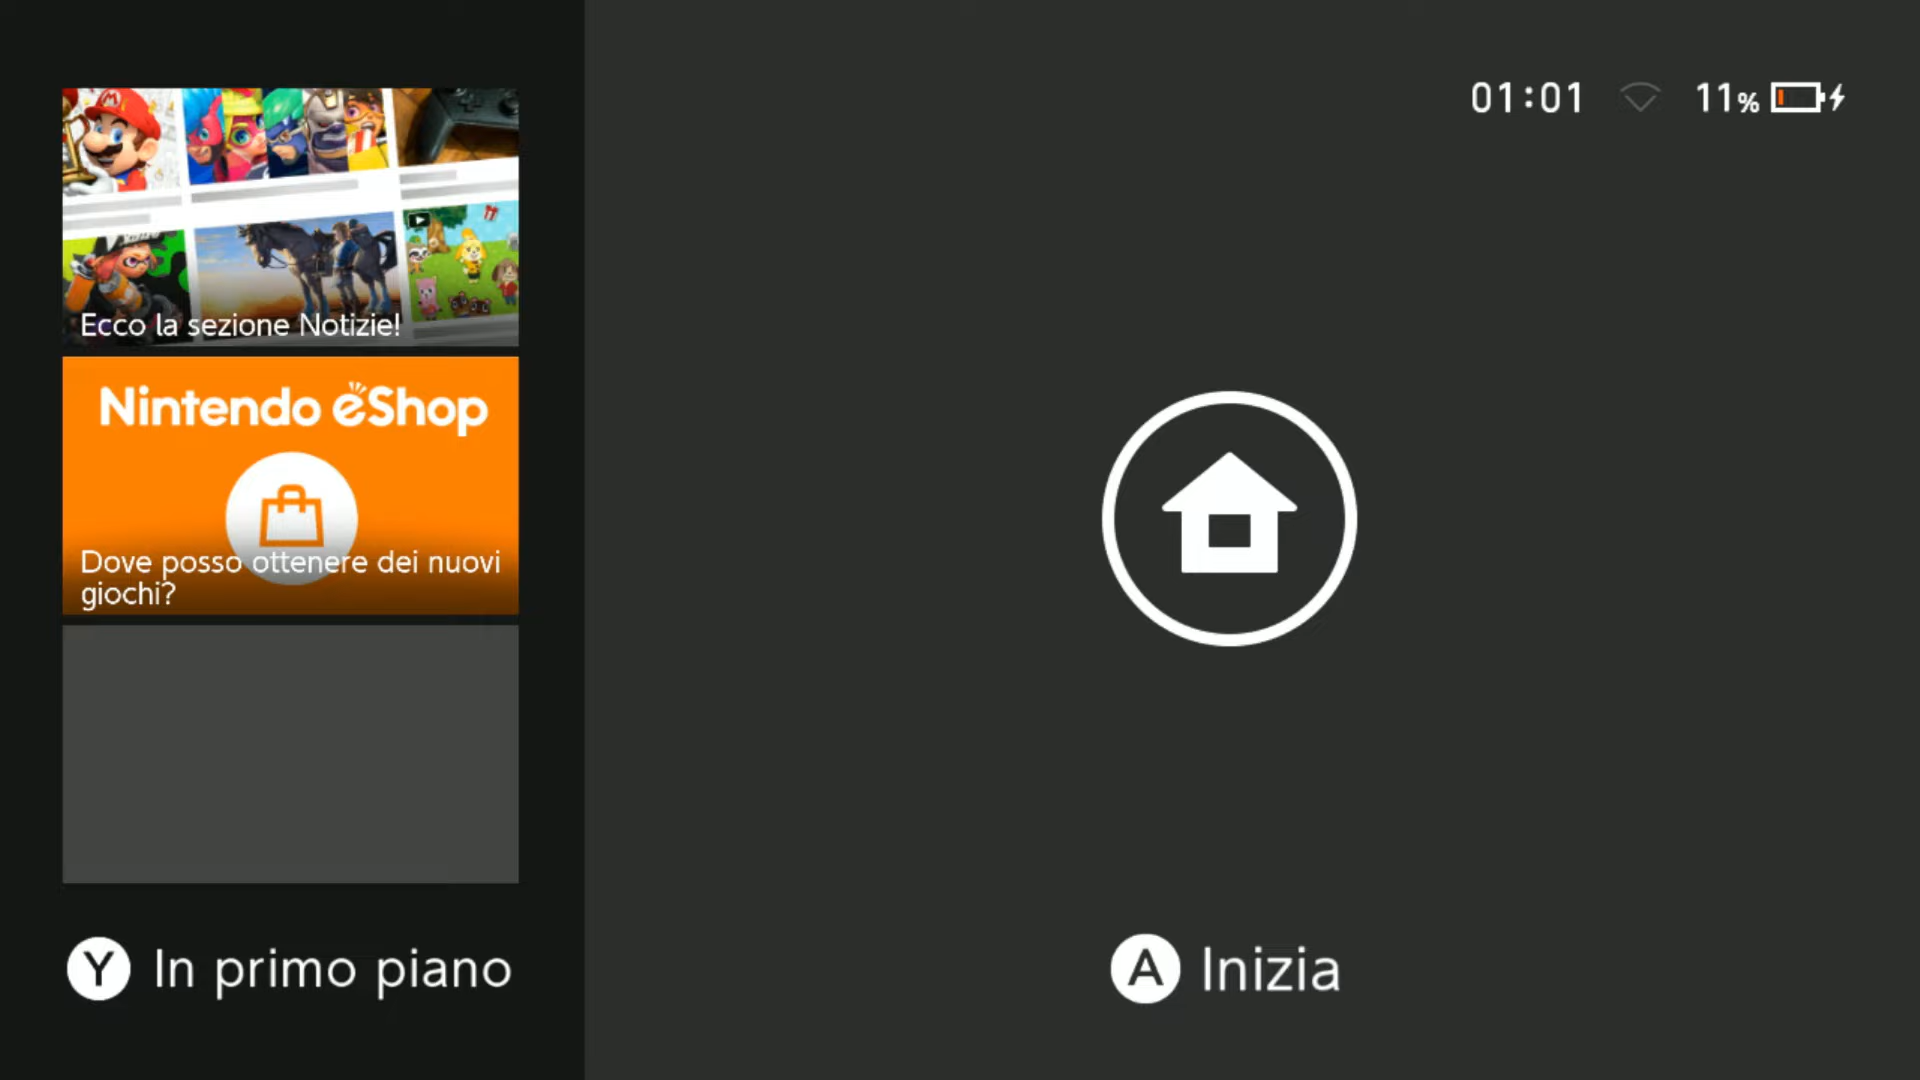 01:01
11%
Ecco la sezione Notizie!
Nintendo eShop
Dove posso ottenere dei nuovi
giochi?
Y In primo piano
A Inizia